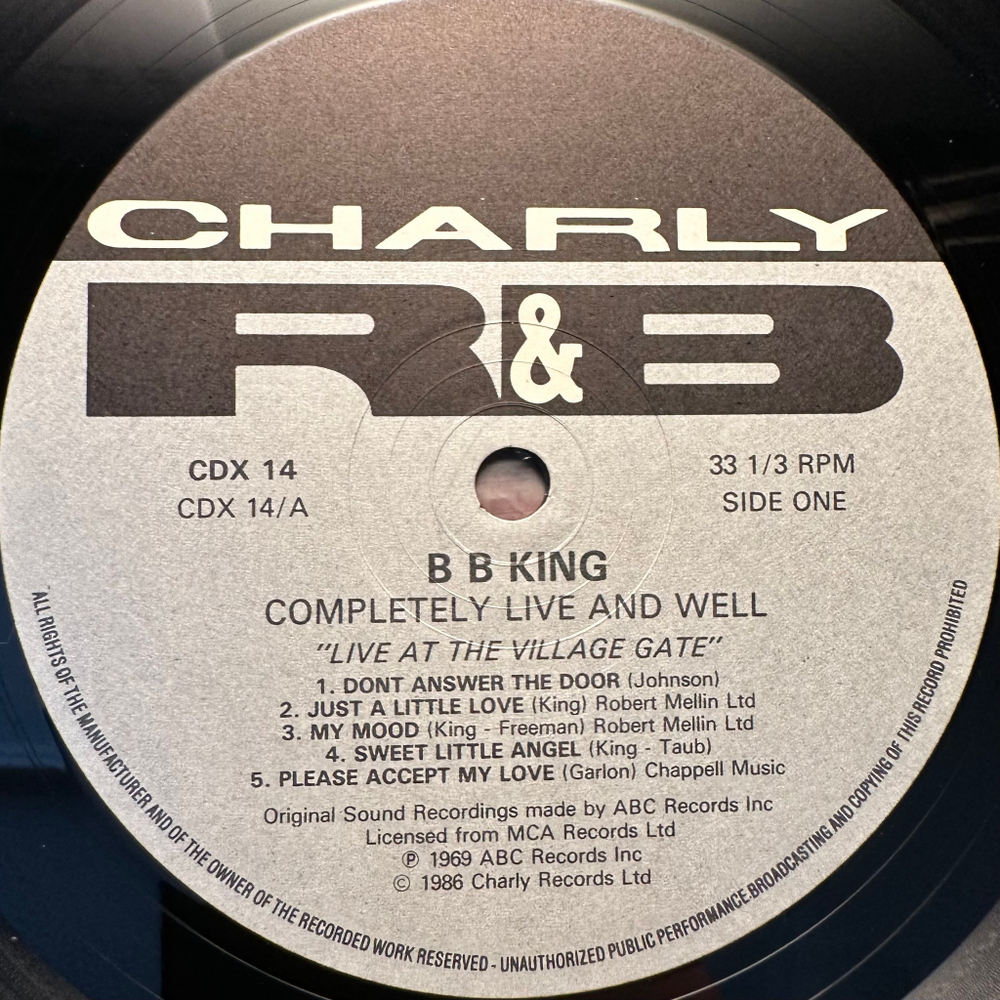 CHARLY
R&B
CDX 14
CDX 14/A
33 1/3 RPM
SIDE ONE
B B KING
COMPLETELY LIVE AND WELL
"LIVE AT THE VILLAGE GATE"
1. DONT ANSWER THE DOOR (Johnson)
2. JUST A LITTLE LOVE (King) Robert Mellin Ltd
3. MY MOOD (King - Freeman) Robert Mellin Ltd
4. SWEET LITTLE ANGEL (King - Taub)
5. PLEASE ACCEPT MY LOVE (Garlon) Chappell Music
Original Sound Recordings made by ABC Records Inc
Licensed from MCA Records Ltd
℗ 1969 ABC Records Inc
© 1986 Charly Records Ltd
ALL RIGHTS OF THE MANUFACTURER AND OF THE OWNER OF THE RECORDED WORK RESERVED - UNAUTHORIZED PUBLIC PERFORMANCE.BROADCASTING AND COPYING OF THIS RECORD PROHIBITED